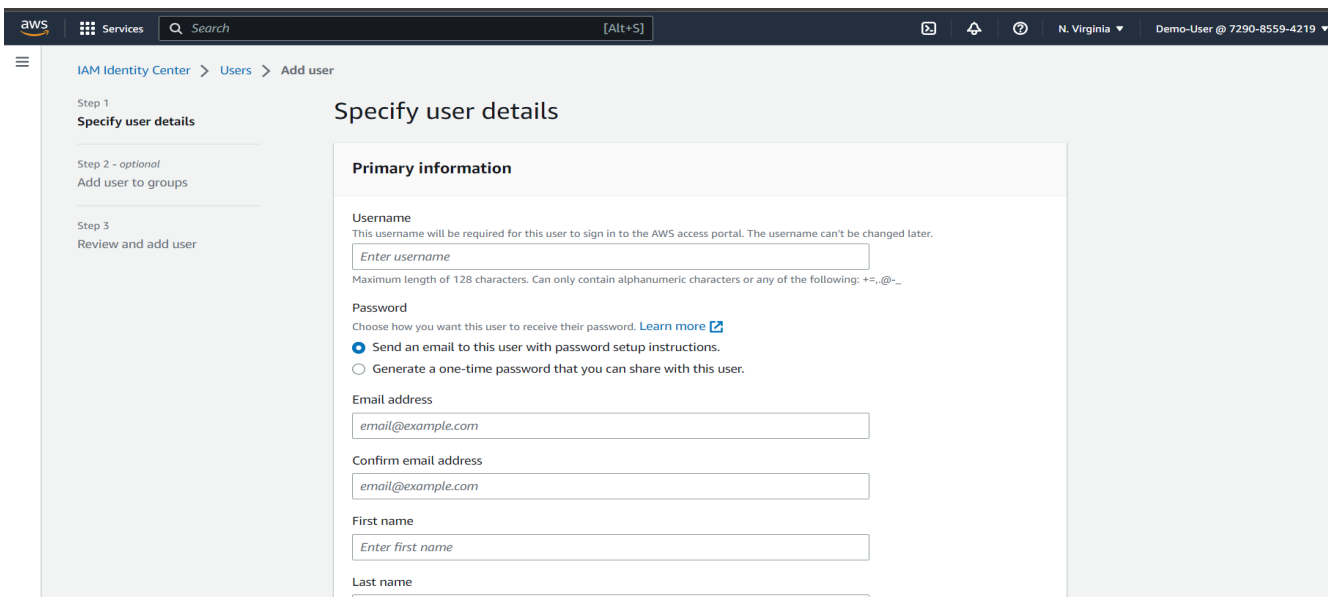 aws Services Search [Alt+S] N. Virginia Demo-User @ 7290-8559-4219
IAM Identity Center > Users > Add user
Step 1
Specify user details
Step 2 - optional
Add user to groups
Step 3
Review and add user
Specify user details
Primary information
Username
This username will be required for this user to sign in to the AWS access portal. The username can't be changed later.
Enter username
Maximum length of 128 characters. Can only contain alphanumeric characters or any of the following: +=,.@-_
Password
Choose how you want this user to receive their password. Learn more
Send an email to this user with password setup instructions.
Generate a one-time password that you can share with this user.
Email address
email@example.com
Confirm email address
email@example.com
First name
Enter first name
Last name